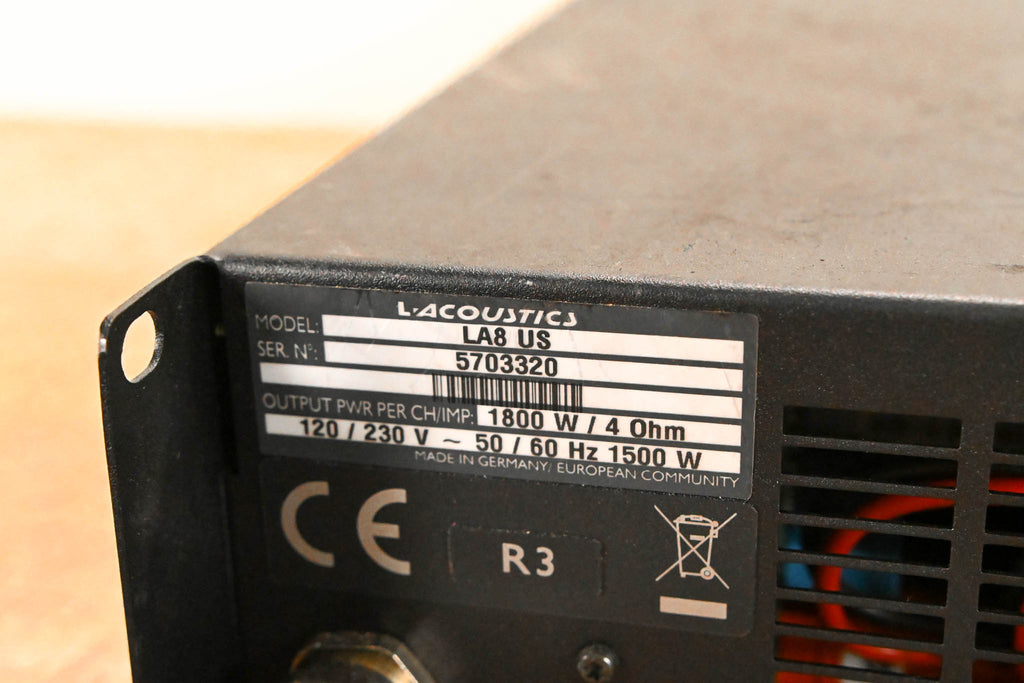 L-ACOUSTICS
MODEL: LA8 US
SER. N°: 5703320
OUTPUT PWR PER CH/IMP: 1800 W / 4 Ohm
120 / 230 V ~ 50 / 60 Hz 1500 W
MADE IN GERMANY, EUROPEAN COMMUNITY
CE
R3